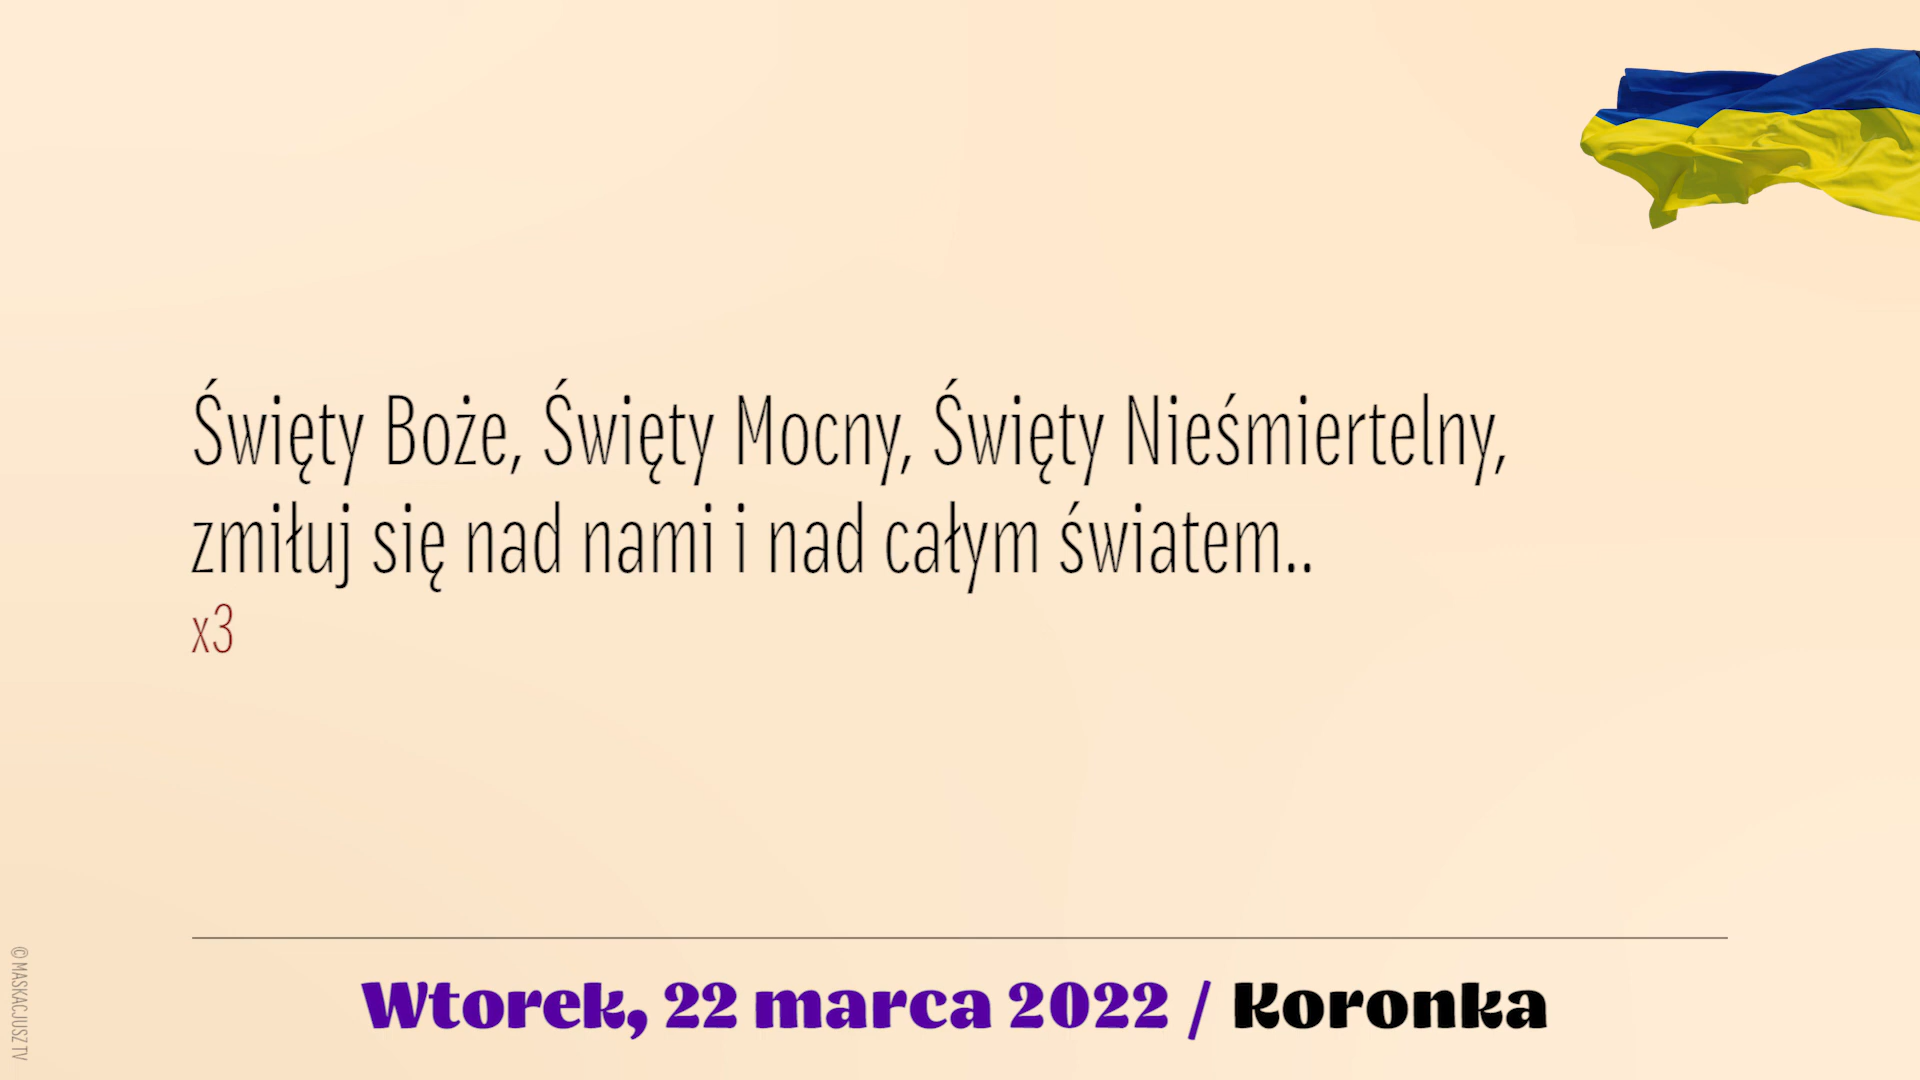 Święty Boże, Święty Mocny, Święty Nieśmiertelny,
zmiłuj się nad nami i nad całym światem..
x3
Wtorek, 22 marca 2022 / Koronka
© MASKACJUSZ TV